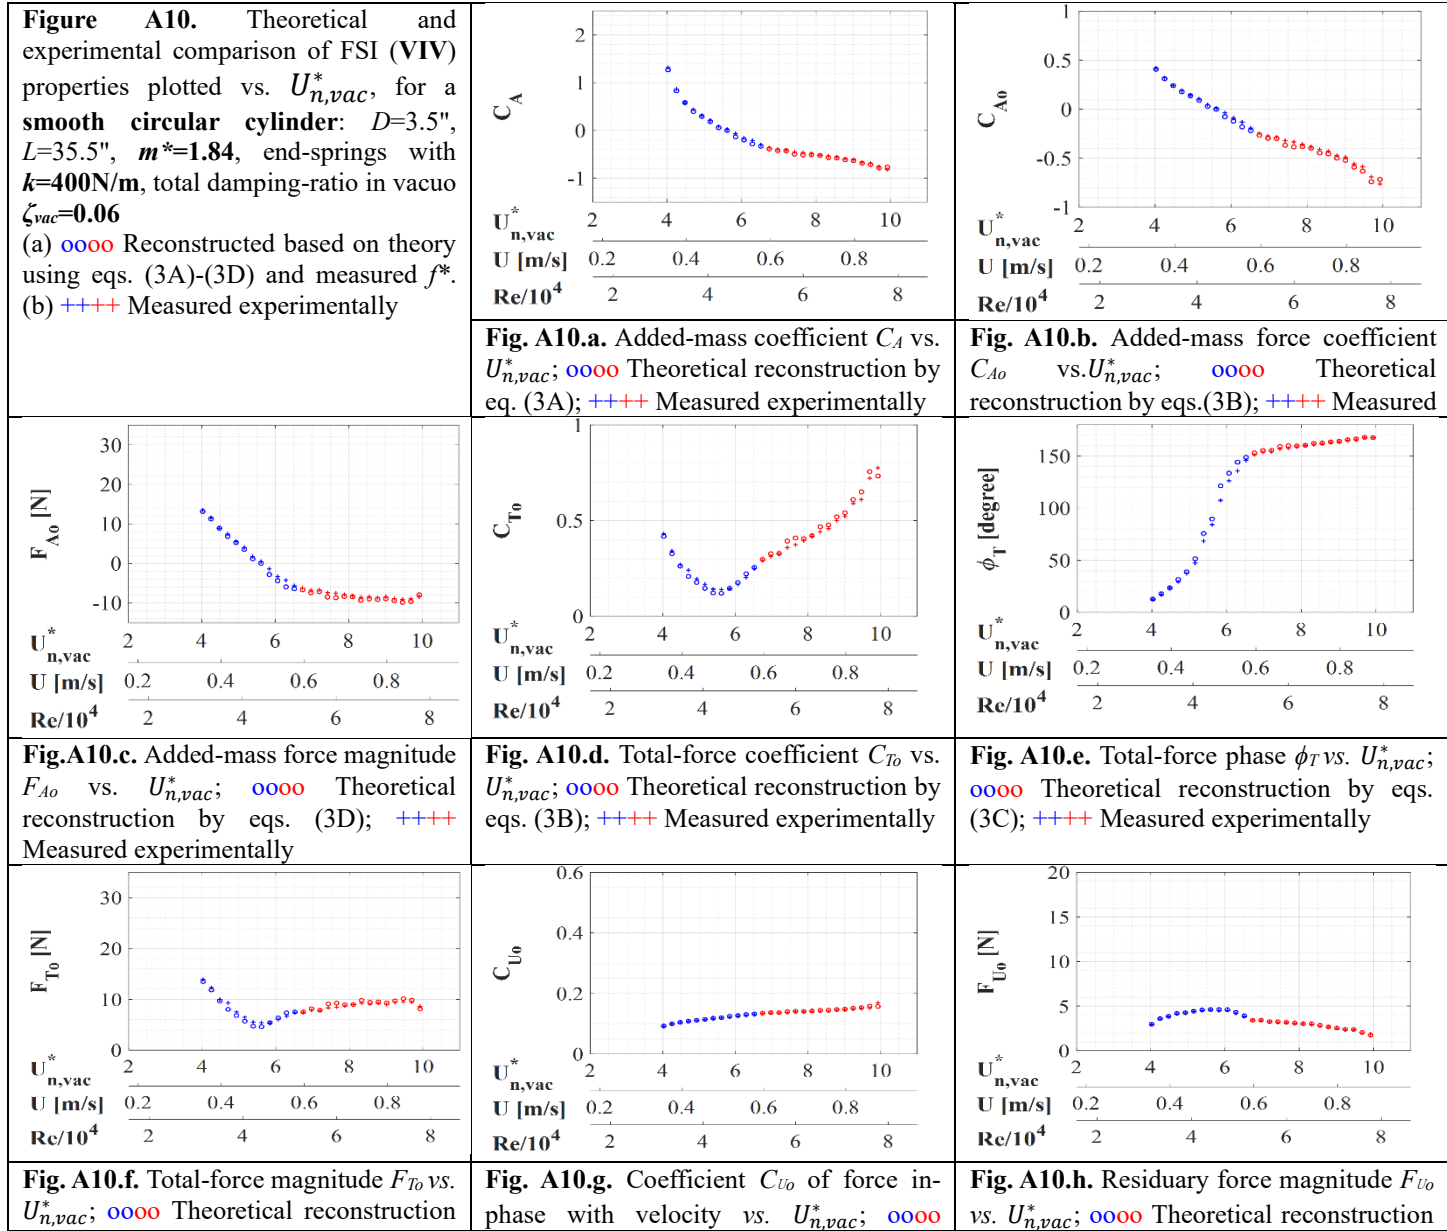 Figure A10. Theoretical and
experimental comparison of FSI (VIV)
properties plotted vs. U*n,vac, for a
smooth circular cylinder: D=3.5",
L=35.5", m*=1.84, end-springs with
k=400N/m, total damping-ratio in vacuo
ζvac=0.06
(a) oooo Reconstructed based on theory
using eqs. (3A)-(3D) and measured f*.
(b) ++++ Measured experimentally
2
1
0
-1
C_A
2 4 6 8 10
U*n,vac
U [m/s] 0.2 0.4 0.6 0.8
Re/10^4 2 4 6 8
Fig. A10.a. Added-mass coefficient CA vs.
U*n,vac; oooo Theoretical reconstruction by
eq. (3A); ++++ Measured experimentally
1
0.5
0
-0.5
-1
C_Ao
2 4 6 8 10
U*n,vac
U [m/s] 0.2 0.4 0.6 0.8
Re/10^4 2 4 6 8
Fig. A10.b. Added-mass force coefficient
CAo vs.U*n,vac; oooo Theoretical
reconstruction by eqs.(3B); ++++ Measured
30
20
10
0
-10
F_Ao [N]
2 4 6 8 10
U*n,vac
U [m/s] 0.2 0.4 0.6 0.8
Re/10^4 2 4 6 8
Fig.A10.c. Added-mass force magnitude
FAo vs. U*n,vac; oooo Theoretical
reconstruction by eqs. (3D); ++++
Measured experimentally
1
0.5
0
C_To
2 4 6 8 10
U*n,vac
U [m/s] 0.2 0.4 0.6 0.8
Re/10^4 2 4 6 8
Fig. A10.d. Total-force coefficient CTo vs.
U*n,vac; oooo Theoretical reconstruction by
eqs. (3B); ++++ Measured experimentally
150
100
50
0
ϕ_T [degree]
2 4 6 8 10
U*n,vac
U [m/s] 0.2 0.4 0.6 0.8
Re/10^4 2 4 6 8
Fig. A10.e. Total-force phase ϕT vs. U*n,vac;
oooo Theoretical reconstruction by eqs.
(3C); ++++ Measured experimentally
30
20
10
0
F_To [N]
2 4 6 8 10
U*n,vac
U [m/s] 0.2 0.4 0.6 0.8
Re/10^4 2 4 6 8
Fig. A10.f. Total-force magnitude FTo vs.
U*n,vac; oooo Theoretical reconstruction
0.6
0.4
0.2
0
C_Uo
2 4 6 8 10
U*n,vac
U [m/s] 0.2 0.4 0.6 0.8
Re/10^4 2 4 6 8
Fig. A10.g. Coefficient CUo of force in-
phase with velocity vs. U*n,vac; oooo
20
15
10
5
0
F_Uo [N]
2 4 6 8 10
U*n,vac
U [m/s] 0.2 0.4 0.6 0.8
Re/10^4 2 4 6 8
Fig. A10.h. Residuary force magnitude FUo
vs. U*n,vac; oooo Theoretical reconstruction